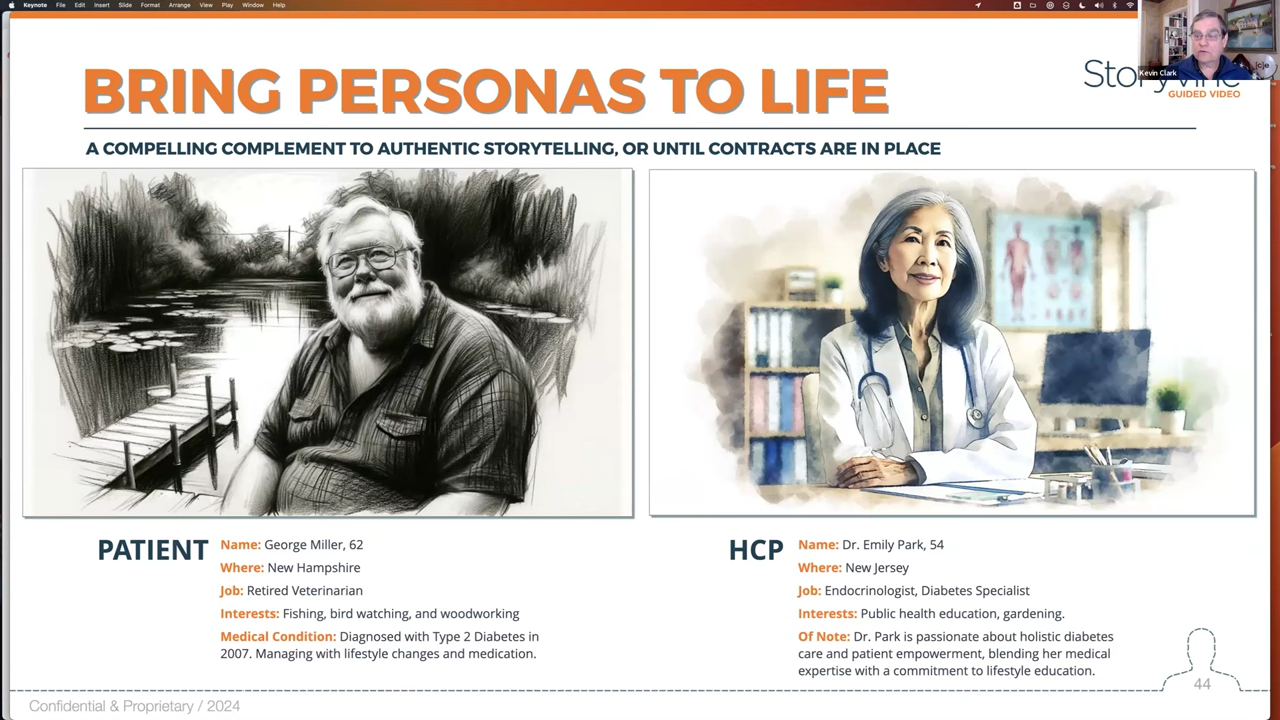 Keynote File Edit Insert Slide Format Arrange View Play Window Help
Kevin Clark
BRING PERSONAS TO LIFE
GUIDED VIDEO
A COMPELLING COMPLEMENT TO AUTHENTIC STORYTELLING, OR UNTIL CONTRACTS ARE IN PLACE
PATIENT
Name: George Miller, 62
Where: New Hampshire
Job: Retired Veterinarian
Interests: Fishing, bird watching, and woodworking
Medical Condition: Diagnosed with Type 2 Diabetes in
2007. Managing with lifestyle changes and medication.
HCP
Name: Dr. Emily Park, 54
Where: New Jersey
Job: Endocrinologist, Diabetes Specialist
Interests: Public health education, gardening.
Of Note: Dr. Park is passionate about holistic diabetes
care and patient empowerment, blending her medical
expertise with a commitment to lifestyle education.
44
Confidential & Proprietary / 2024